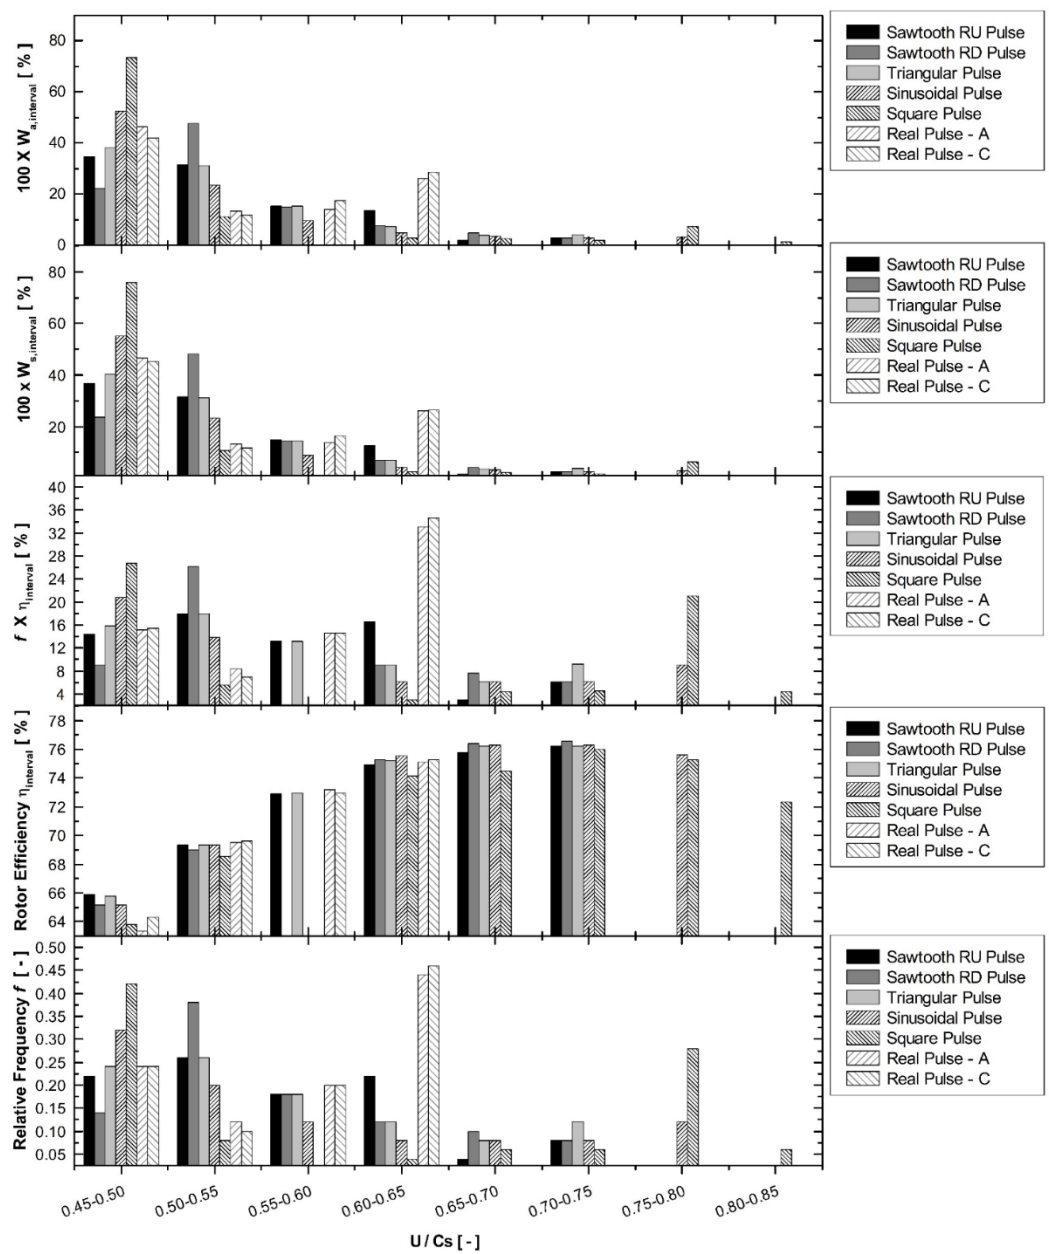 100 X W a,interval [ % ]
80
60
40
20
0
Sawtooth RU Pulse
Sawtooth RD Pulse
Triangular Pulse
Sinusoidal Pulse
Square Pulse
Real Pulse - A
Real Pulse - C
100 x W s,interval [ % ]
80
60
40
20
Sawtooth RU Pulse
Sawtooth RD Pulse
Triangular Pulse
Sinusoidal Pulse
Square Pulse
Real Pulse - A
Real Pulse - C
f X η interval [ % ]
40
36
32
28
24
20
16
12
8
4
Sawtooth RU Pulse
Sawtooth RD Pulse
Triangular Pulse
Sinusoidal Pulse
Square Pulse
Real Pulse - A
Real Pulse - C
Rotor Efficiency η interval [ % ]
78
76
74
72
70
69
68
66
64
63
Sawtooth RU Pulse
Sawtooth RD Pulse
Triangular Pulse
Sinusoidal Pulse
Square Pulse
Real Pulse - A
Real Pulse - C
Relative Frequency f [ - ]
0.50
0.45
0.40
0.35
0.30
0.25
0.20
0.15
0.10
0.05
Sawtooth RU Pulse
Sawtooth RD Pulse
Triangular Pulse
Sinusoidal Pulse
Square Pulse
Real Pulse - A
Real Pulse - C
0.45-0.50
0.50-0.55
0.55-0.60
0.60-0.65
0.65-0.70
0.70-0.75
0.75-0.80
0.80-0.85
U / Cs [ - ]